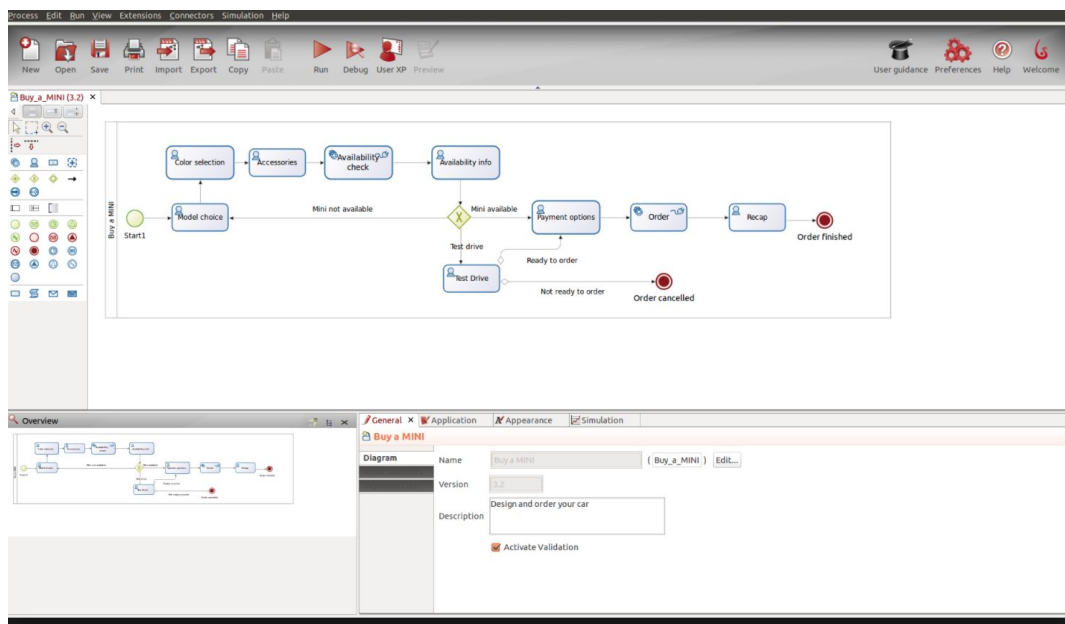 Process Edit Run View Extensions Connectors Simulation Help
New Open Save Print Import Export Copy Paste Run Debug User XP Preview User guidance Preferences Help Welcome
Buy_a_MINI (3.2)
Buy a MINI
Color selection
Accessories
Availability
check
Availability info
Start1
Model choice
Mini not available
Mini available
Payment options
Order
Recap
Order finished
Test drive
Ready to order
Test Drive
Not ready to order
Order cancelled
Overview
General Application Appearance Simulation
Buy a MINI
Diagram
Name Buy a MINI ( Buy_a_MINI ) Edit...
Version 3.2
Description Design and order your car
Activate Validation